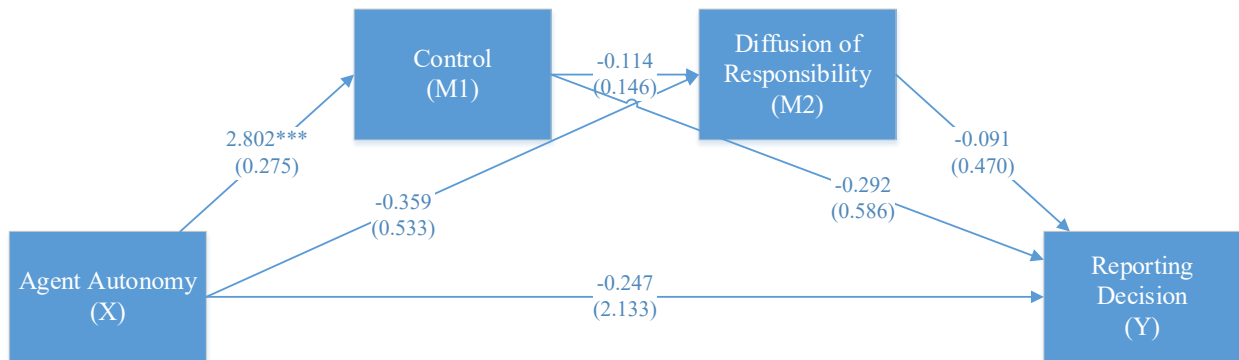 Control
(M1)
-0.114
(0.146)
Diffusion of
Responsibility
(M2)
2.802***
(0.275)
-0.091
(0.470)
-0.359
(0.533)
-0.292
(0.586)
Agent Autonomy
(X)
-0.247
(2.133)
Reporting
Decision
(Y)